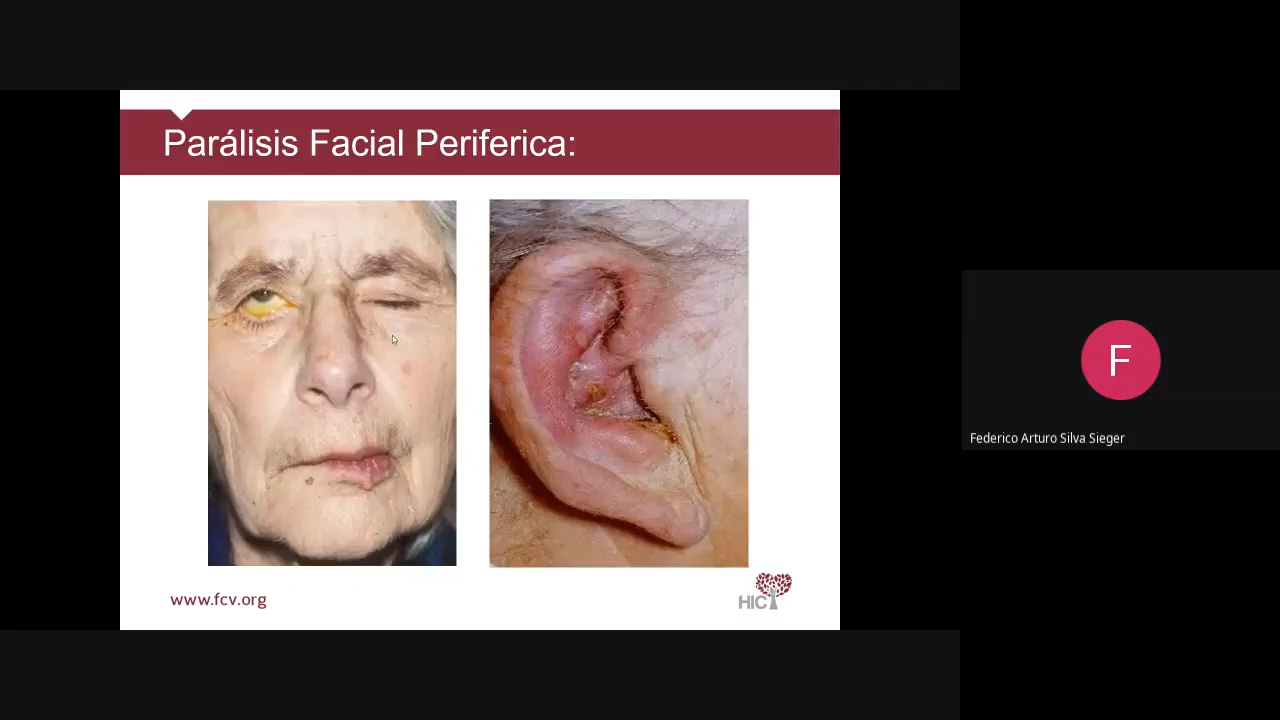 Parálisis Facial Periferica:
www.fcv.org
HIC
F
Federico Arturo Silva Sieger